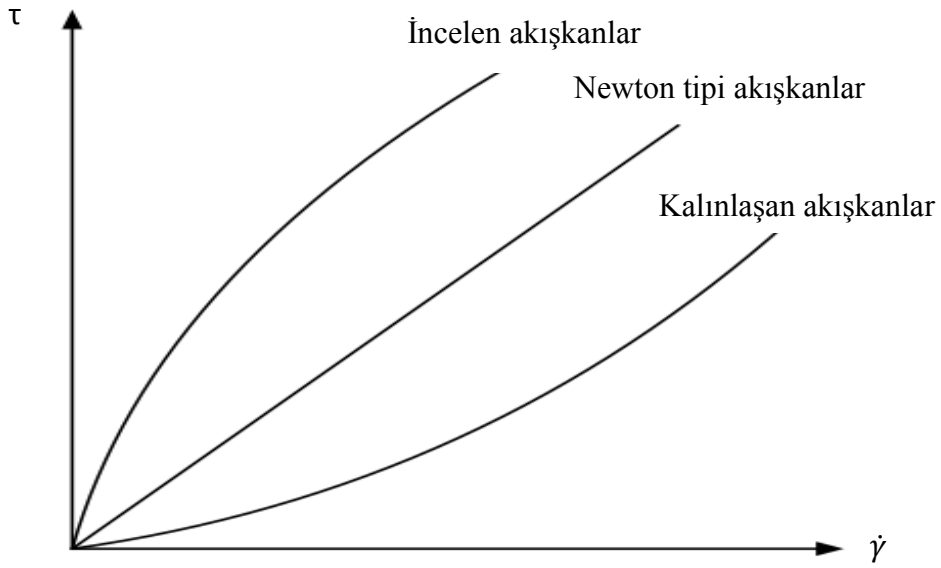 τ
İncelen akışkanlar
Newton tipi akışkanlar
Kalınlaşan akışkanlar
γ̇